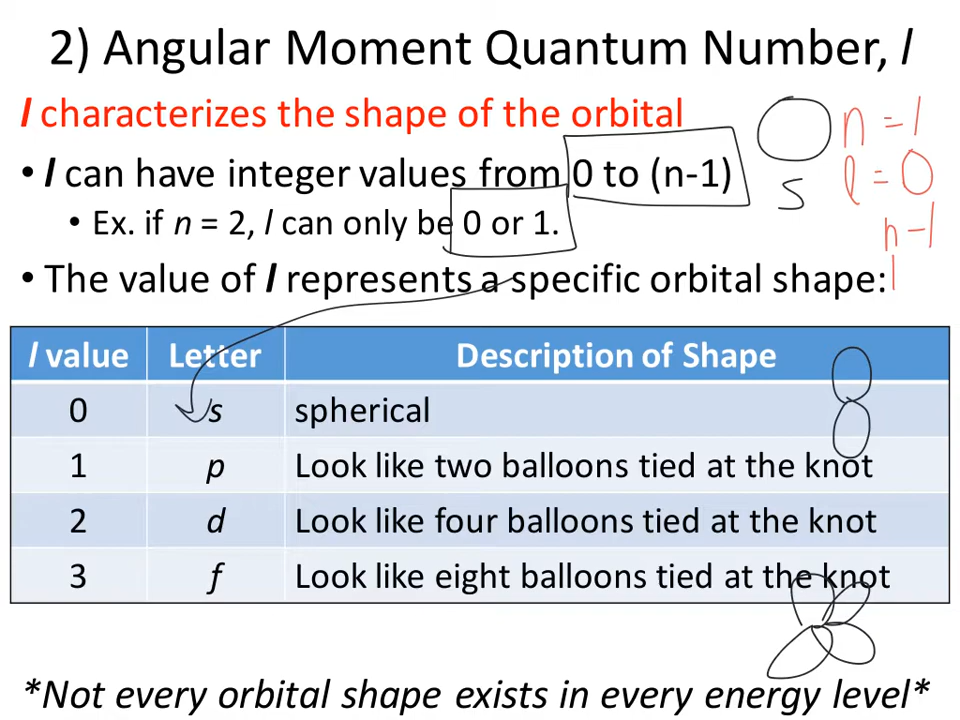 2) Angular Moment Quantum Number, l
l characterizes the shape of the orbital
n = 1
• l can have integer values from 0 to (n-1)
l = 0
s
• Ex. if n = 2, l can only be 0 or 1.
n - 1
• The value of l represents a specific orbital shape:
1
l value Letter Description of Shape
0 s spherical
1 p Look like two balloons tied at the knot
2 d Look like four balloons tied at the knot
3 f Look like eight balloons tied at the knot
*Not every orbital shape exists in every energy level*